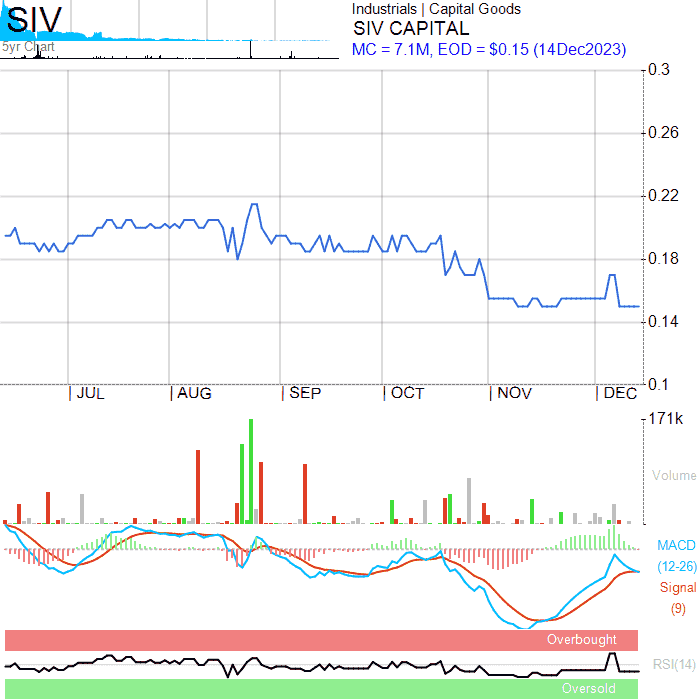 SIV
5yr Chart
Industrials | Capital Goods
SIV CAPITAL
MC = 7.1M, EOD = $0.15 (14Dec2023)
0.3
0.26
0.22
0.18
0.14
0.1
JUL AUG SEP OCT NOV DEC
171k
Volume
MACD
(12-26)
Signal
(9)
Overbought
RSI(14)
Oversold